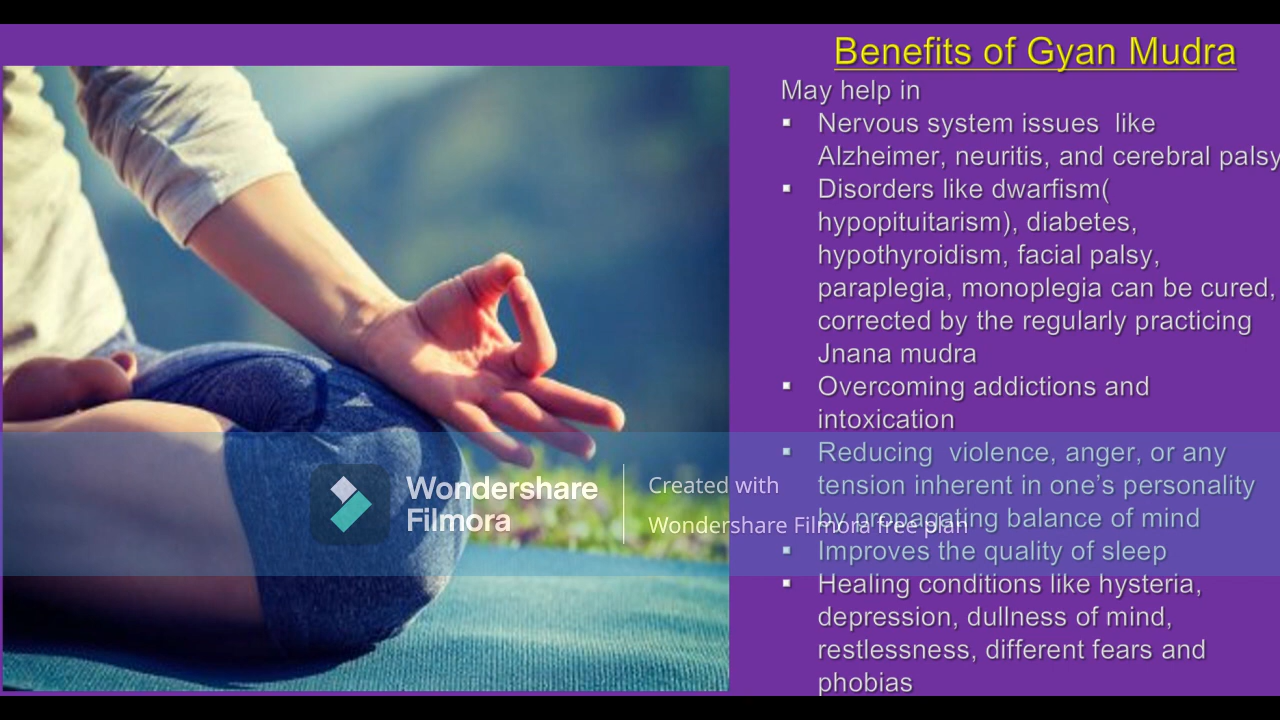 Benefits of Gyan Mudra
May help in
▪ Nervous system issues  like
Alzheimer, neuritis, and cerebral palsy
▪ Disorders like dwarfism(
hypopituitarism), diabetes,
hypothyroidism, facial palsy,
paraplegia, monoplegia can be cured,
corrected by the regularly practicing
Jnana mudra
▪ Overcoming addictions and
intoxication
▪ Reducing  violence, anger, or any
tension inherent in one’s personality
by propagating balance of mind
▪ Improves the quality of sleep
▪ Healing conditions like hysteria,
depression, dullness of mind,
restlessness, different fears and
phobias
Wondershare
Filmora
Created with
Wondershare Filmora free plan